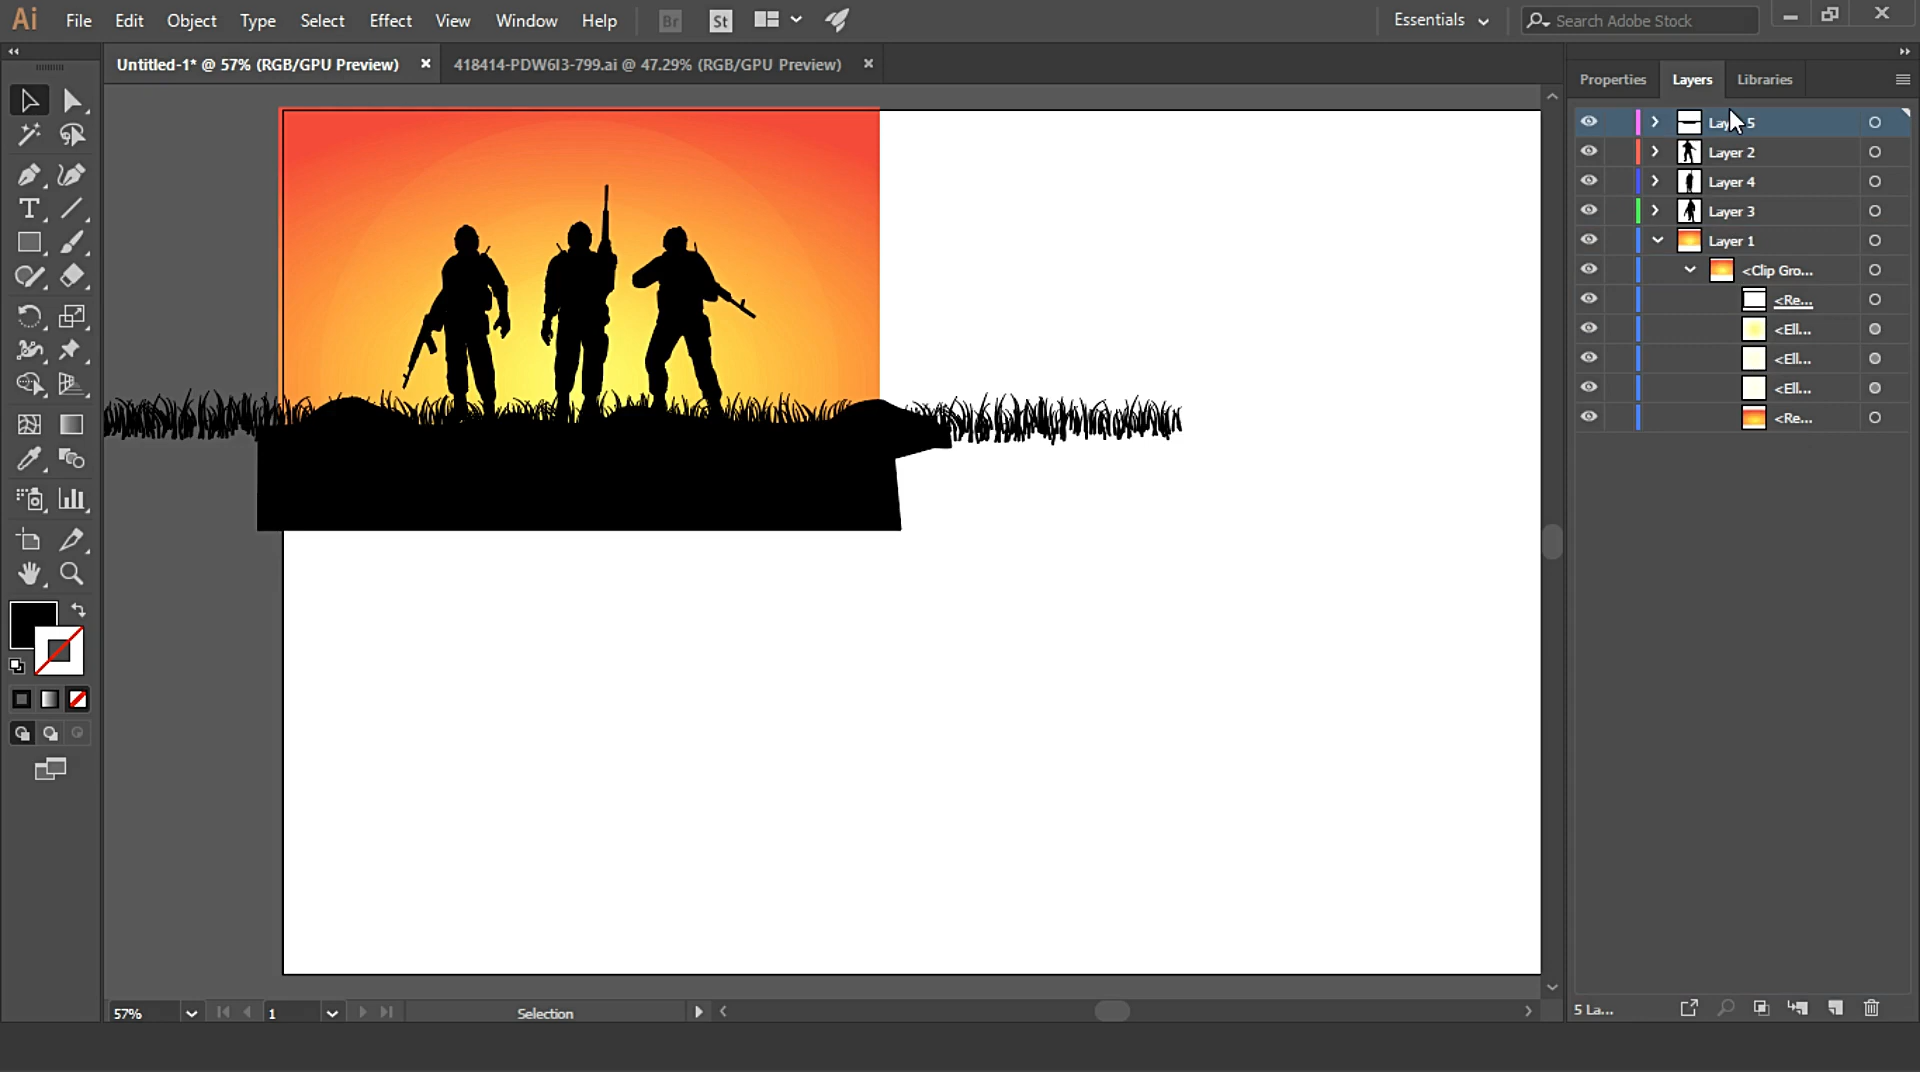 Ai File Edit Object Type Select Effect View Window Help Br St Essentials Search Adobe Stock
Untitled-1* @ 57% (RGB/GPU Preview) 418414-PDW6I3-799.ai @ 47.29% (RGB/GPU Preview)
Properties Layers Libraries
Layer 2
Layer 4
Layer 3
Layer 1
<Clip Gro...
<Re...
<Ell...
<Ell...
<Ell...
<Re...
57% 1 Selection
5 La...